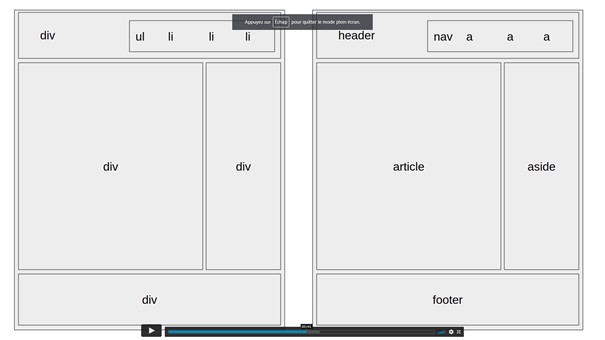 Appuyez sur Echap pour quitter le mode plein écran.
div ul li li li
header nav a a a
div div
article aside
div
footer